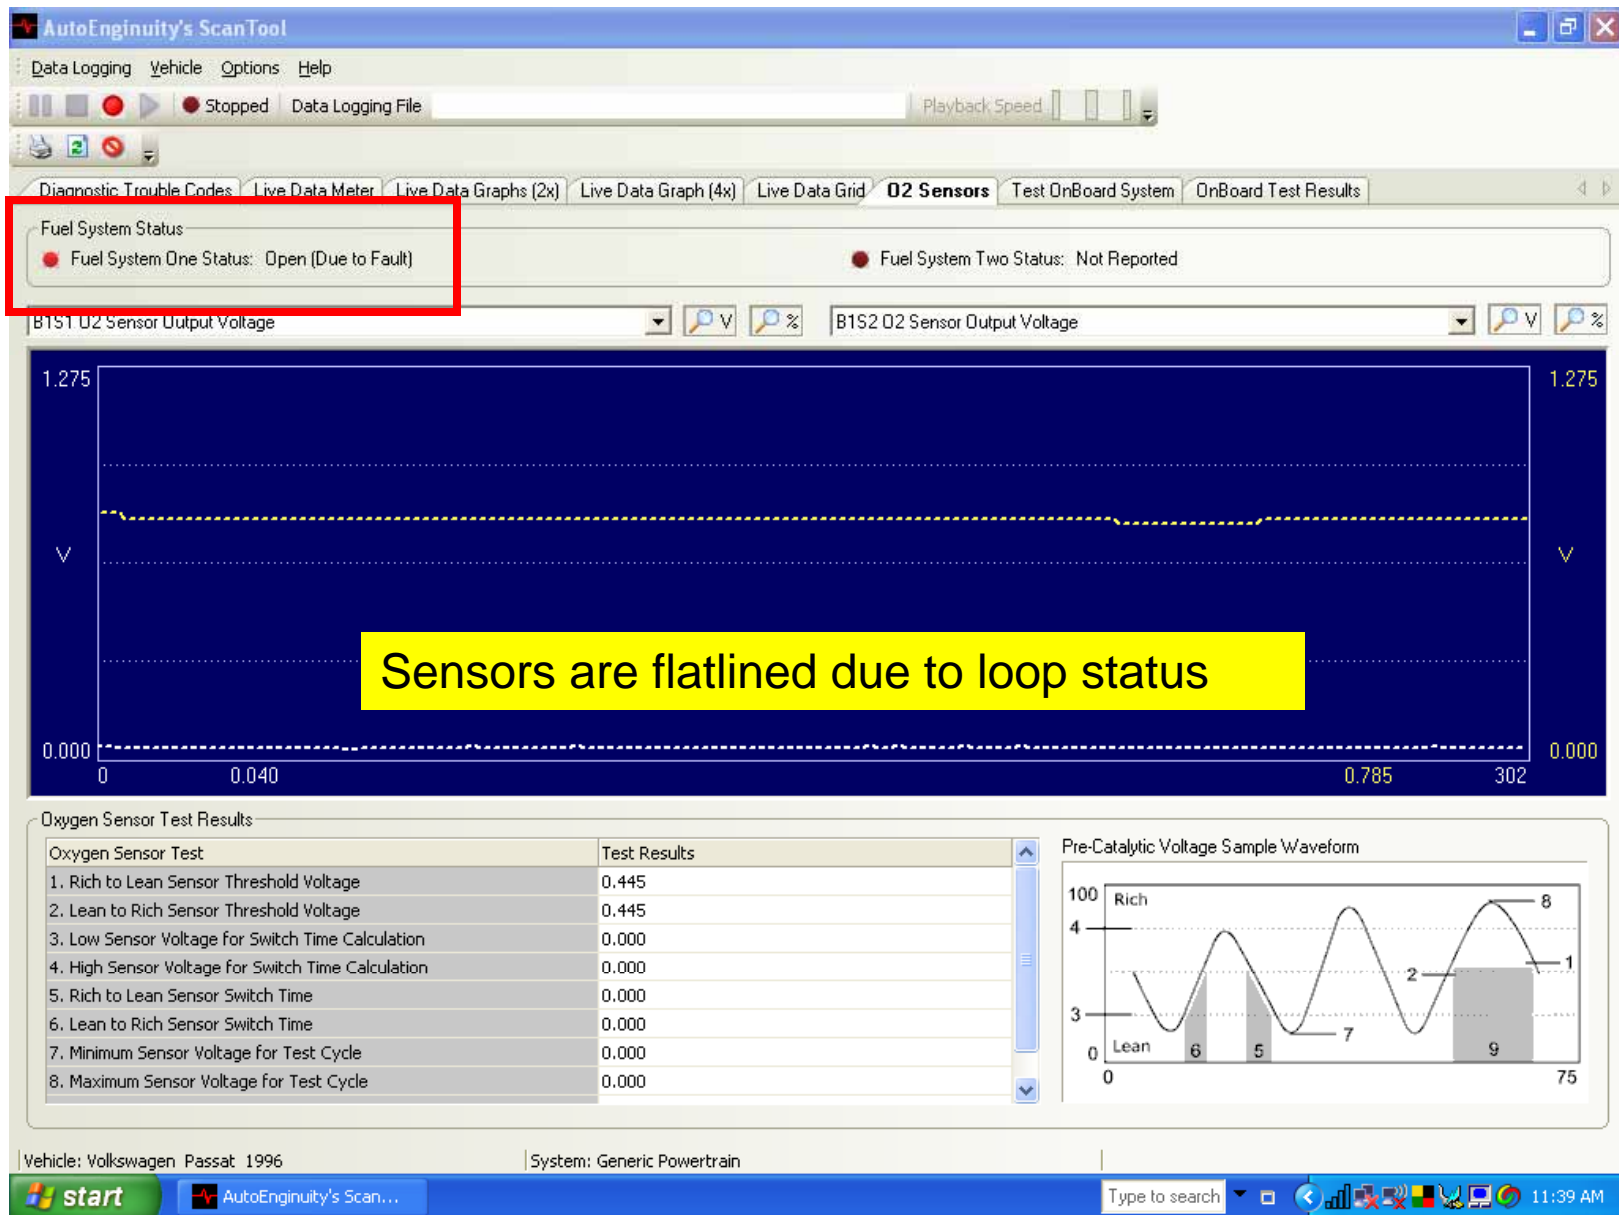 AutoEnginuity's ScanTool
Data Logging Vehicle Options Help
Stopped Data Logging File Playback Speed
Diagnostic Trouble Codes Live Data Meter Live Data Graphs (2x) Live Data Graph (4x) Live Data Grid O2 Sensors Test OnBoard System OnBoard Test Results
Fuel System Status
Fuel System One Status: Open (Due to Fault) Fuel System Two Status: Not Reported
B1S1 O2 Sensor Output Voltage V % B1S2 O2 Sensor Output Voltage V %
1.275 1.275
V V
Sensors are flatlined due to loop status
0.000 0.000
0 0.040 0.785 302
Oxygen Sensor Test Results
Oxygen Sensor Test Test Results
1. Rich to Lean Sensor Threshold Voltage 0.445
2. Lean to Rich Sensor Threshold Voltage 0.445
3. Low Sensor Voltage for Switch Time Calculation 0.000
4. High Sensor Voltage for Switch Time Calculation 0.000
5. Rich to Lean Sensor Switch Time 0.000
6. Lean to Rich Sensor Switch Time 0.000
7. Minimum Sensor Voltage for Test Cycle 0.000
8. Maximum Sensor Voltage for Test Cycle 0.000
Pre-Catalytic Voltage Sample Waveform
100 Rich 8
4
2 1
3 7
0 Lean 6 5 9
0 75
Vehicle: Volkswagen Passat 1996 System: Generic Powertrain
start AutoEnginuity's Scan... Type to search 11:39 AM